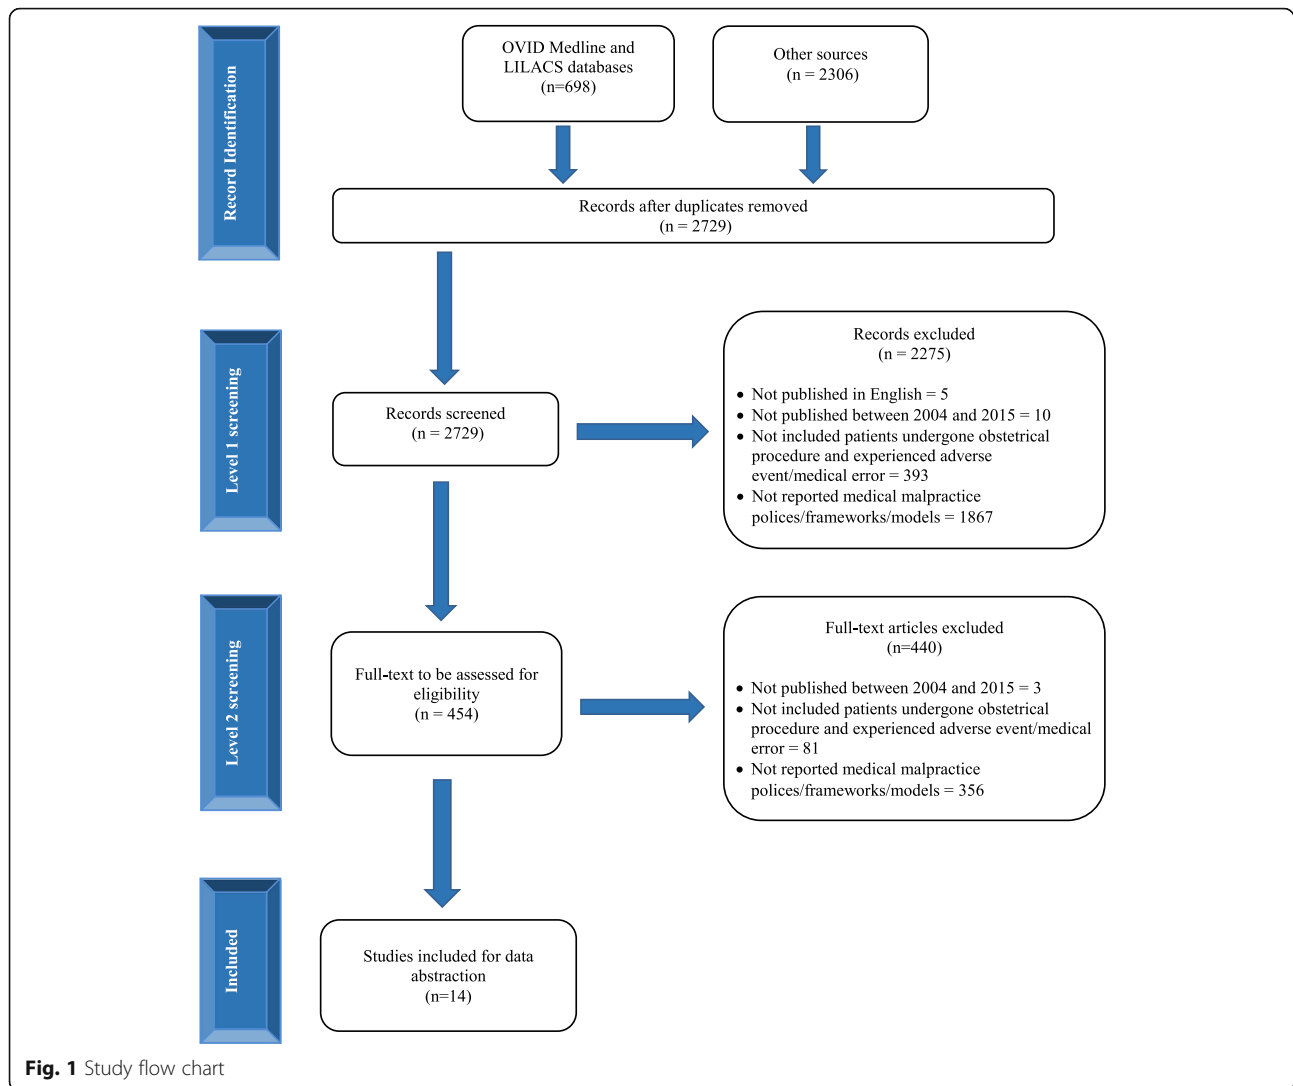 Record Identification
OVID Medline and
LILACS databases
(n=698)
Other sources
(n = 2306)
Records after duplicates removed
(n = 2729)
Level 1 screening
Records screened
(n = 2729)
Records excluded
(n = 2275)
• Not published in English = 5
• Not published between 2004 and 2015 = 10
• Not included patients undergone obstetrical
procedure and experienced adverse
event/medical error = 393
• Not reported medical malpractice
polices/frameworks/models = 1867
Level 2 screening
Full-text to be assessed for
eligibility
(n = 454)
Full-text articles excluded
(n=440)
• Not published between 2004 and 2015 = 3
• Not included patients undergone obstetrical
procedure and experienced adverse event/medical
error = 81
• Not reported medical malpractice
polices/frameworks/models = 356
Included
Studies included for data
abstraction
(n=14)
Fig. 1 Study flow chart